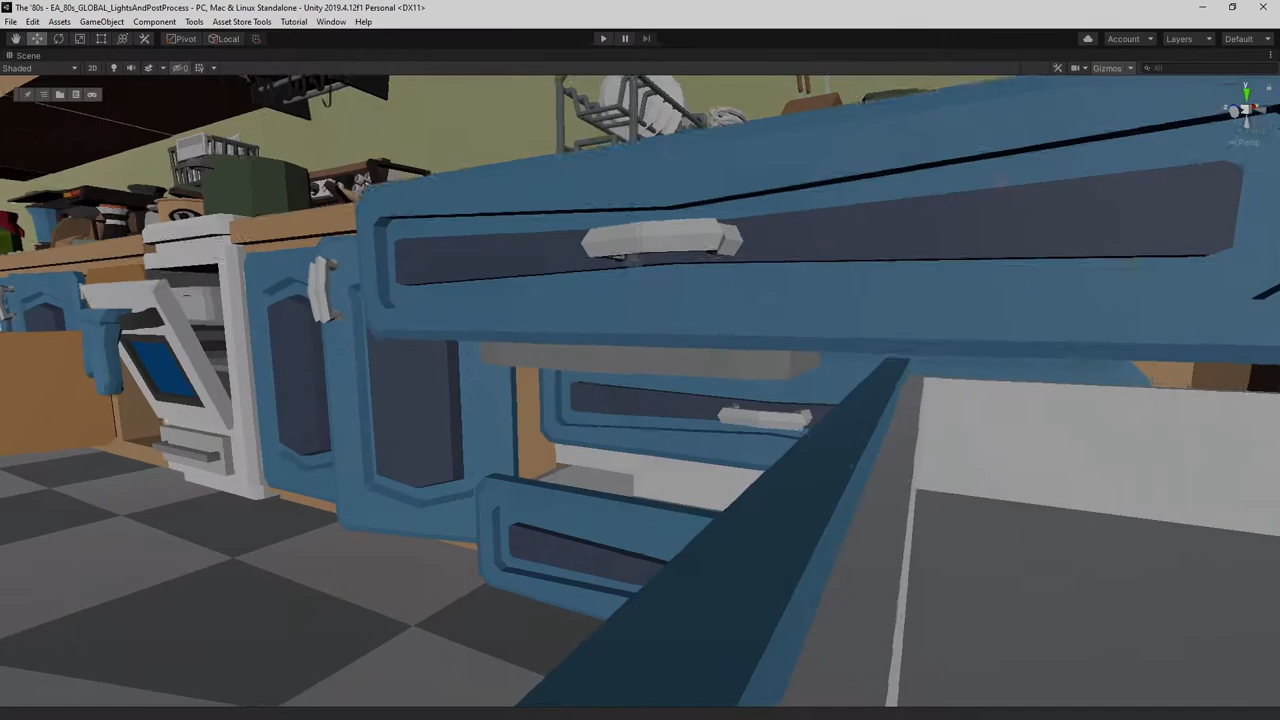 The '80s - EA_80s_GLOBAL_LightsAndPostProcess - PC, Mac & Linux Standalone - Unity 2019.4.12f1 Personal <DX11>
File Edit Assets GameObject Component Tools Asset Store Tools Tutorial Window Help
Pivot Local Account Layers Default
Scene
Shaded 2D 0 Gizmos All
y
z
Persp